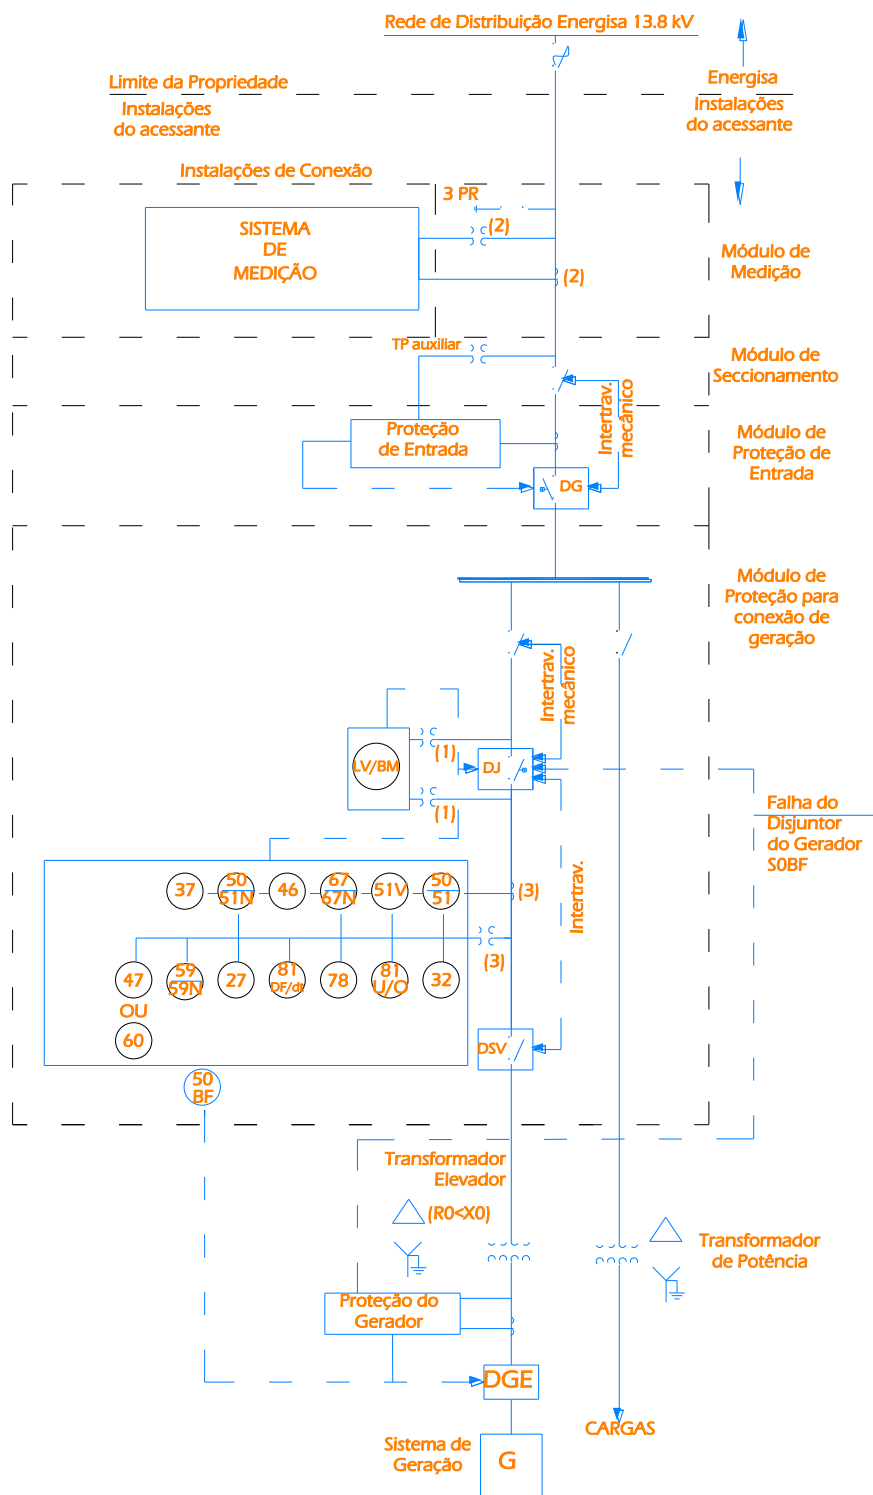 Rede de Distribuição Energisa 13.8 kV
Limite da Propriedade
Energisa
Instalações
do acessante
Instalações
do acessante
Instalações de Conexão
3 PR
SISTEMA
DE
MEDIÇÃO
(2)
(2)
Módulo de
Medição
TP auxiliar
Módulo de
Seccionamento
Intertrav.
mecânico
Proteção
de Entrada
Módulo de
Proteção de
Entrada
DG
Módulo de
Proteção para
conexão de
geração
Intertrav.
mecânico
LV/BM
(1)
DJ
(1)
Falha do
Disjuntor
do Gerador
S0BF
37
50
51N
46
67
67N
51V
50
51
(3)
Intertrav.
(3)
47
59
59N
27
81
DF/dt
78
81
U/O
32
OU
60
DSV
50
BF
Transformador
Elevador
(R0<X0)
Transformador
de Potência
Proteção do
Gerador
DGE
CARGAS
Sistema de
Geração
G